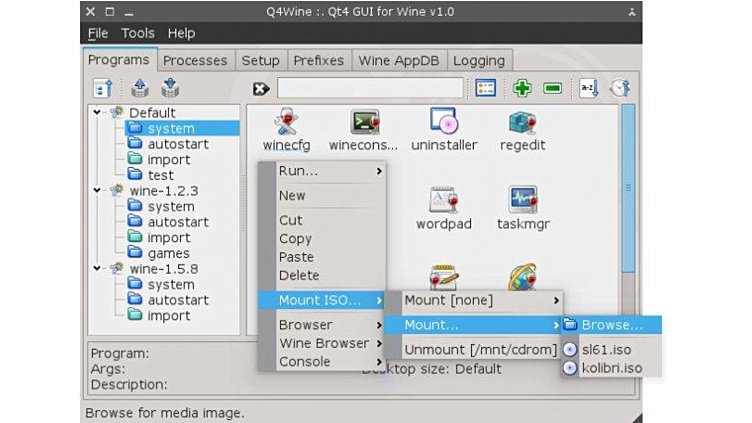 Q4Wine :. Qt4 GUI for Wine v1.0
File Tools Help
Programs Processes Setup Prefixes Wine AppDB Logging
a-z
Default
system
autostart
import
test
wine-1.2.3
system
autostart
import
games
wine-1.5.8
system
autostart
import
winecfg winecons... uninstaller regedit
wordpad taskmgr
Run...
New
Cut
Copy
Paste
Delete
Mount ISO...
Browser
Wine Browser
Console
Mount [none]
Mount...
Unmount [/mnt/cdrom]
Browse...
sl61.iso
kolibri.iso
Program:
Args:
Desktop size: Default
Description:
Browse for media image.